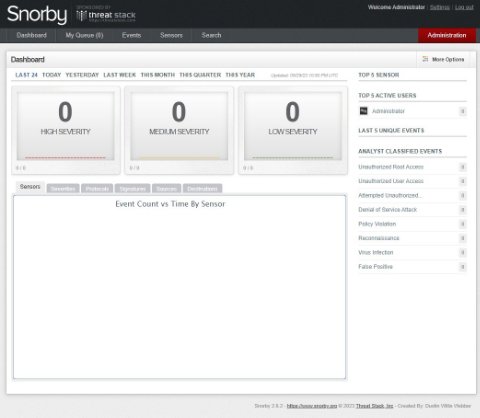 Snorby SPONSORED BY threat stack
Welcome Administrator Settings Log out
Dashboard My Queue (0) Events Sensors Search Administration
Dashboard More Options
LAST 24 TODAY YESTERDAY LAST WEEK THIS MONTH THIS QUARTER THIS YEAR
0 0 0
HIGH SEVERITY MEDIUM SEVERITY LOW SEVERITY
0 / 0 0 / 0 0 / 0
Sensors Severities Protocols Signatures Sources Destinations
Event Count vs Time By Sensor
TOP 5 SENSOR
TOP 5 ACTIVE USERS
Administrator 0
LAST 5 UNIQUE EVENTS
ANALYST CLASSIFIED EVENTS
Unauthorized Root Access 0
Unauthorized User Access 0
Attempted Unauthorized... 0
Denial of Service Attack 0
Policy Violation 0
Reconnaissance 0
Virus Infection 0
False Positive 0
Snorby 2.6.3 - https://www.snorby.org © 2023 Threat Stack, Inc - Created By: Dustin Willis Webber